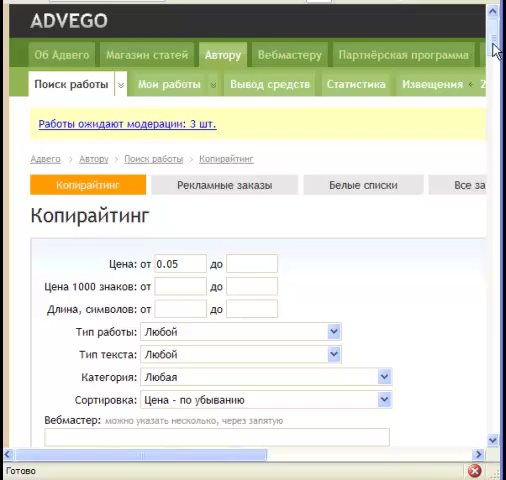 ADVEGO
Об Адвего Магазин статей Автору Вебмастеру Партнёрская программа
Поиск работы Мои работы Вывод средств Статистика Извещения 2
Работы ожидают модерации: 3 шт.
Адвего > Автору > Поиск работы > Копирайтинг
Копирайтинг Рекламные заказы Белые списки Все за
Копирайтинг
Цена: от 0.05 до
Цена 1000 знаков: от до
Длина, символов: от до
Тип работы: Любой
Тип текста: Любой
Категория: Любая
Сортировка: Цена - по убыванию
Вебмастер: можно указать несколько, через запятую
Готово